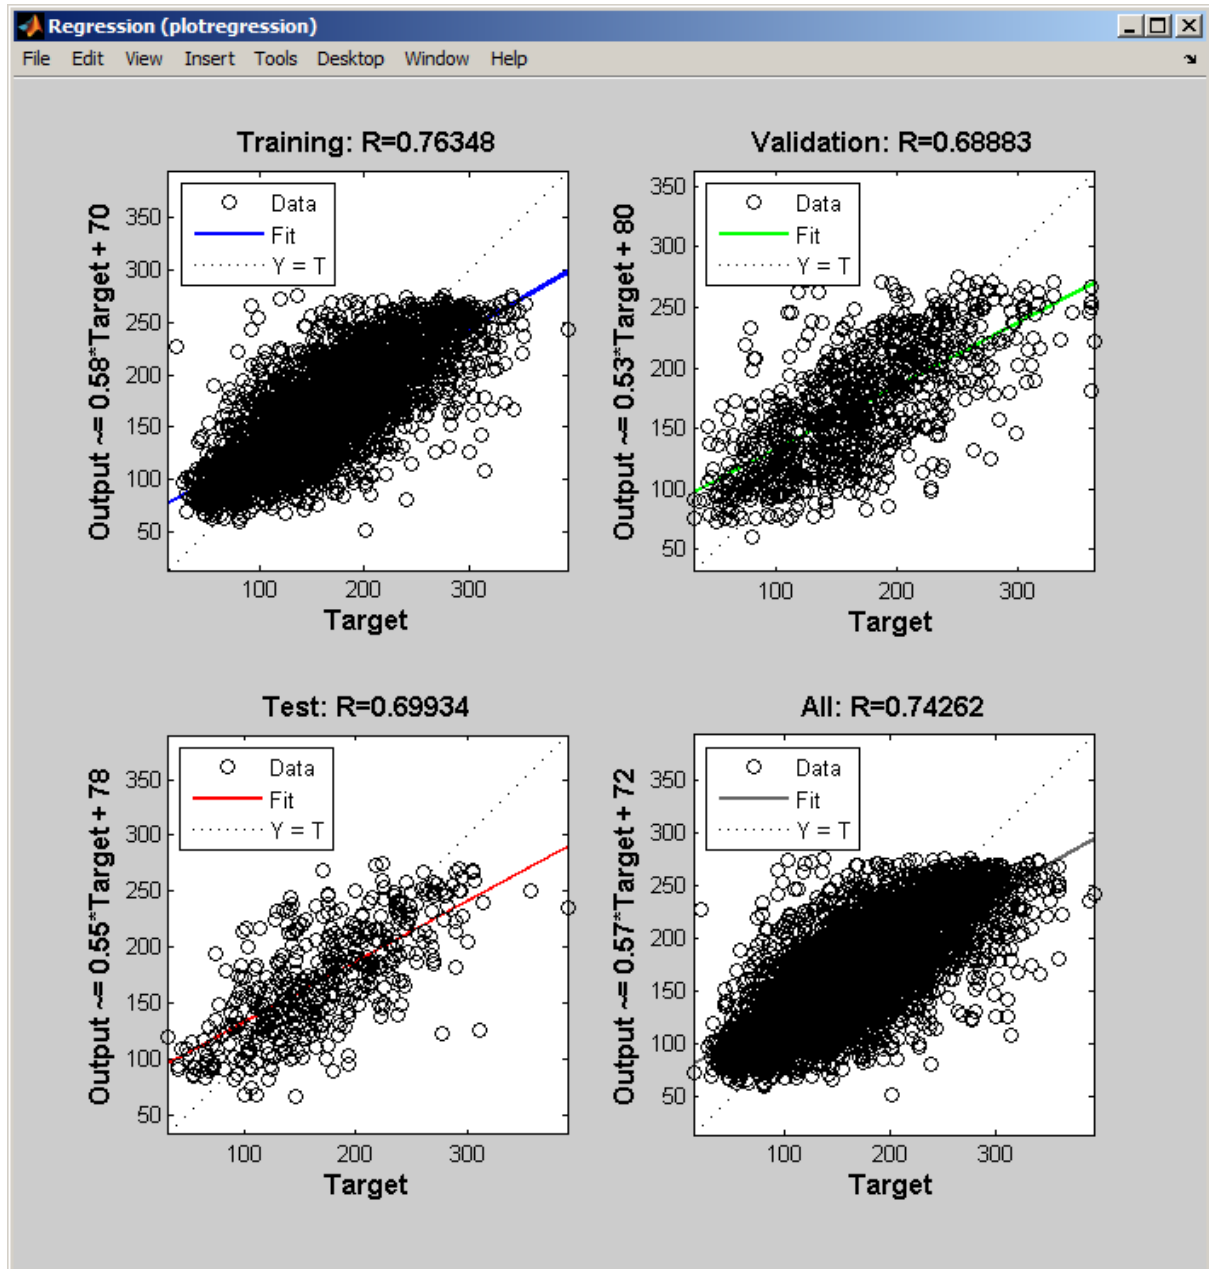 Regression (plotregression)
File Edit View Insert Tools Desktop Window Help
Training: R=0.76348
Output ~= 0.58*Target + 70
350
300
250
200
150
100
50
Data
Fit
Y = T
100 200 300
Target
Validation: R=0.68883
Output ~= 0.53*Target + 80
350
300
250
200
150
100
50
Data
Fit
Y = T
100 200 300
Target
Test: R=0.69934
Output ~= 0.55*Target + 78
350
300
250
200
150
100
50
Data
Fit
Y = T
100 200 300
Target
All: R=0.74262
Output ~= 0.57*Target + 72
350
300
250
200
150
100
50
Data
Fit
Y = T
100 200 300
Target